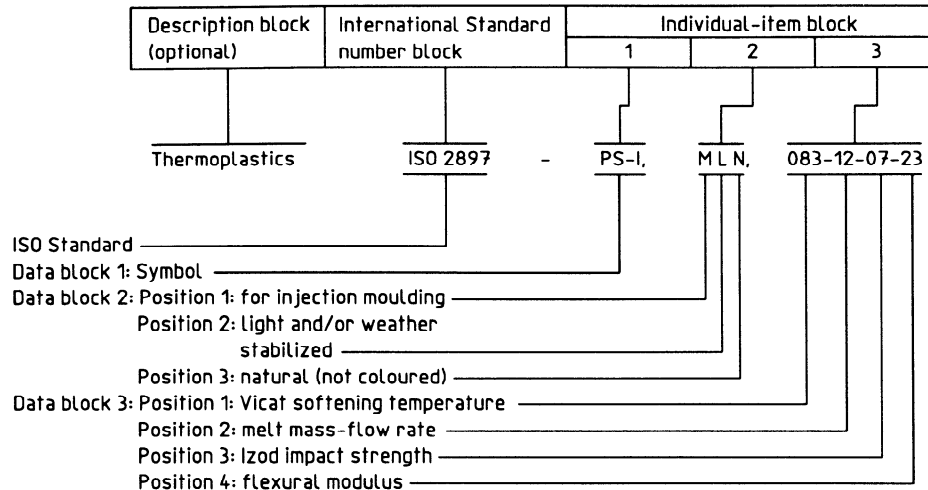 Description block (optional)
International Standard number block
Individual-item block
1 2 3
Thermoplastics ISO 2897 - PS-I, M L N, 083-12-07-23
ISO Standard
Data block 1: Symbol
Data block 2: Position 1: for injection moulding
Position 2: light and/or weather
stabilized
Position 3: natural (not coloured)
Data block 3: Position 1: Vicat softening temperature
Position 2: melt mass-flow rate
Position 3: Izod impact strength
Position 4: flexural modulus